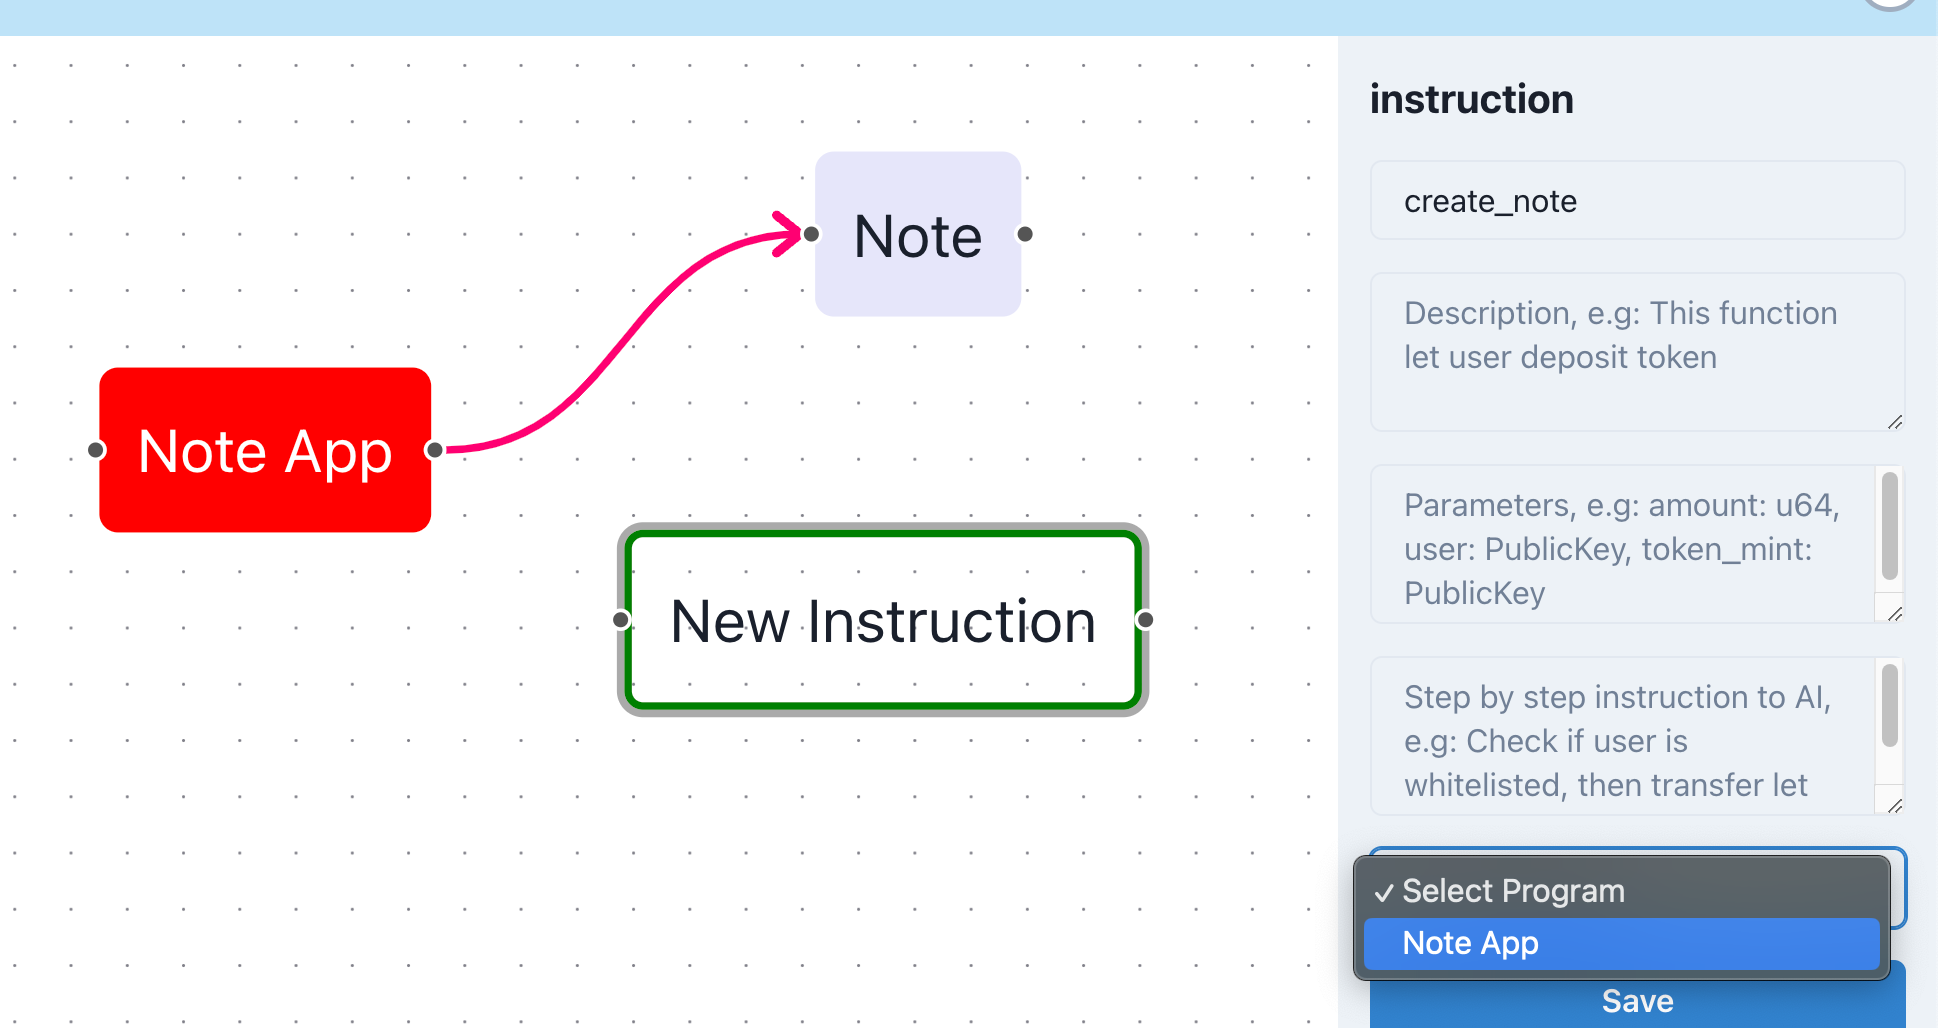 Note
Note App
New Instruction
instruction
create_note
Description, e.g: This function
let user deposit token
Parameters, e.g: amount: u64,
user: PublicKey, token_mint:
PublicKey
Step by step instruction to AI,
e.g: Check if user is
whitelisted, then transfer let
✓ Select Program
Note App
Save